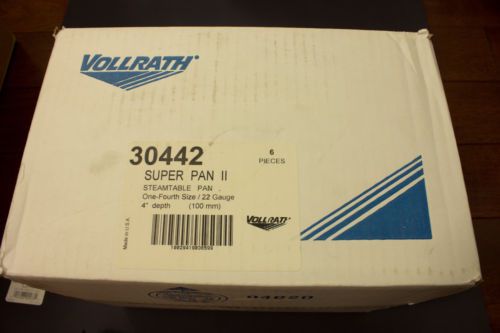 VOLLRATH
30442
6
PIECES
SUPER PAN II
STEAMTABLE PAN .
One-Fourth Size / 22 Gauge
4" depth (100 mm)
Made in U.S.A.
VOLLRATH